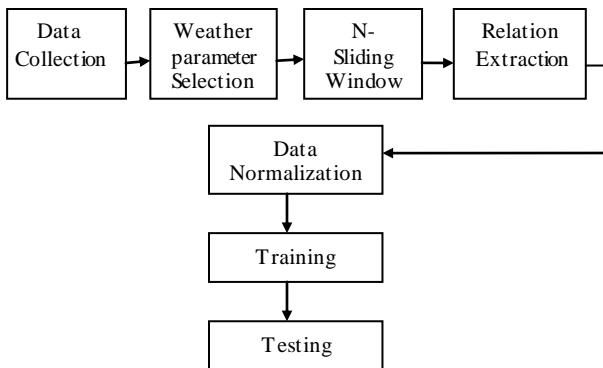 Data
Collection
Weather
parameter
Selection
N-
Sliding
Window
Relation
Extraction
Data
Normalization
Training
Testing